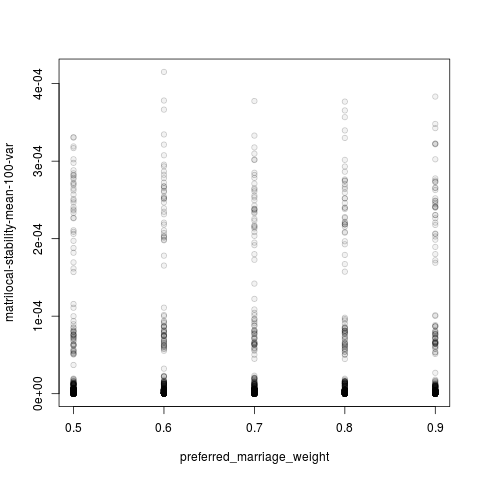 4e-04
3e-04
2e-04
1e-04
0e+00
matrilocal-stability-mean-100-var
0.5 0.6 0.7 0.8 0.9
preferred_marriage_weight